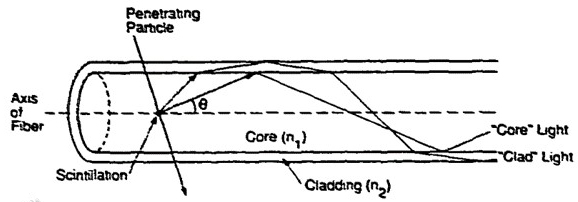 Penetrating
Particle
θ
Axis
of
Fiber
Core (n₁)
"Core" Light
"Clad" Light
Scintillation
Cladding (n₂)